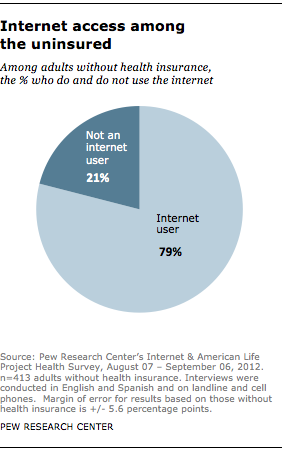 Internet access among
the uninsured
Among adults without health insurance,
the % who do and do not use the internet
Not an
internet
user
21%
Internet
user
79%
Source: Pew Research Center's Internet & American Life
Project Health Survey, August 07 – September 06, 2012.
n=413 adults without health insurance. Interviews were
conducted in English and Spanish and on landline and cell
phones.  Margin of error for results based on those without
health insurance is +/- 5.6 percentage points.
PEW RESEARCH CENTER